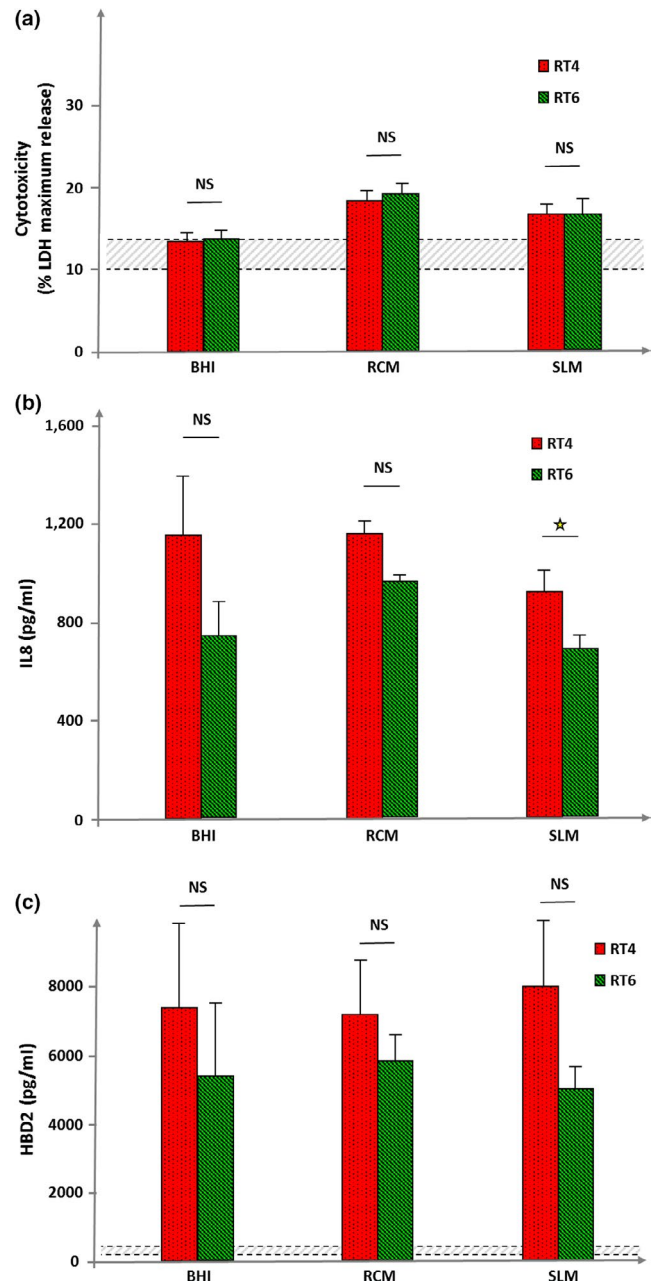 (a)
Cytotoxicity
(% LDH maximum release)
30
20
10
0
RT4
RT6
NS
NS
NS
BHI
RCM
SLM
(b)
IL8 (pg/ml)
1,600
1,200
800
400
0
NS
NS
RT4
RT6
BHI
RCM
SLM
(c)
HBD2 (pg/ml)
8000
6000
4000
2000
0
NS
NS
NS
RT4
RT6
BHI
RCM
SLM